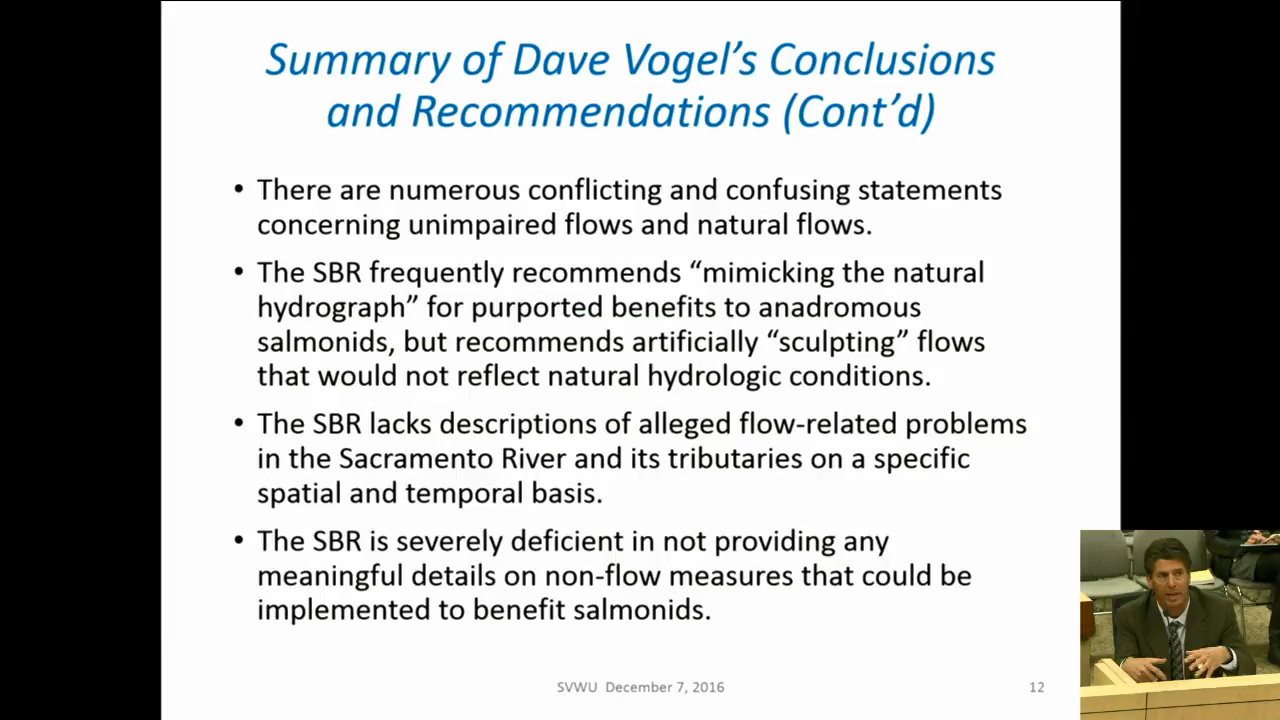 Summary of Dave Vogel’s Conclusions
and Recommendations (Cont’d)
• There are numerous conflicting and confusing statements
concerning unimpaired flows and natural flows.
• The SBR frequently recommends “mimicking the natural
hydrograph” for purported benefits to anadromous
salmonids, but recommends artificially “sculpting” flows
that would not reflect natural hydrologic conditions.
• The SBR lacks descriptions of alleged flow-related problems
in the Sacramento River and its tributaries on a specific
spatial and temporal basis.
• The SBR is severely deficient in not providing any
meaningful details on non-flow measures that could be
implemented to benefit salmonids.
SVWU December 7, 2016
12